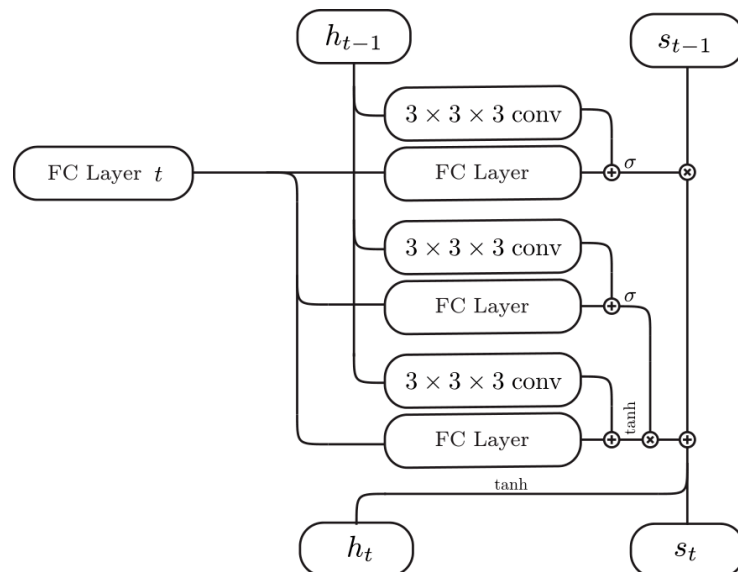 h_{t−1}
s_{t−1}
3 × 3 × 3 conv
σ
FC Layer t
FC Layer
3 × 3 × 3 conv
σ
FC Layer
3 × 3 × 3 conv
tanh
FC Layer
tanh
h_t
s_t